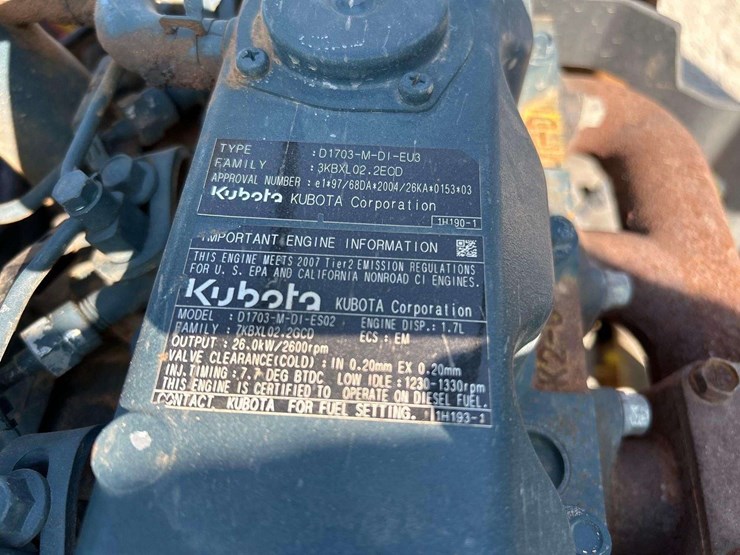 TYPE : D1703-M-DI-EU3
FAMILY : 3KBXL02.2EOD
APPROVAL NUMBER : e1*97/68DA*2004/26KA*0153*03
Kubota KUBOTA Corporation
1H190-1
IMPORTANT ENGINE INFORMATION
THIS ENGINE MEETS 2007 Tier2 EMISSION REGULATIONS
FOR U. S. EPA AND CALIFORNIA NONROAD CI ENGINES.
Kubota KUBOTA Corporation
MODEL : D1703-M-DI-ES02 ENGINE DISP.: 1.7L
FAMILY : 7KBXL02.2GCD ECS : EM
OUTPUT : 26.0kW/2600rpm
VALVE CLEARANCE(COLD) : IN 0.20mm EX 0.20mm
INJ.TIMING : 7.7 DEG BTDC LOW IDLE : 1230-1330rpm
THIS ENGINE IS CERTIFIED TO OPERATE ON DIESEL FUEL.
CONTACT KUBOTA FOR FUEL SETTING. 1H193-1